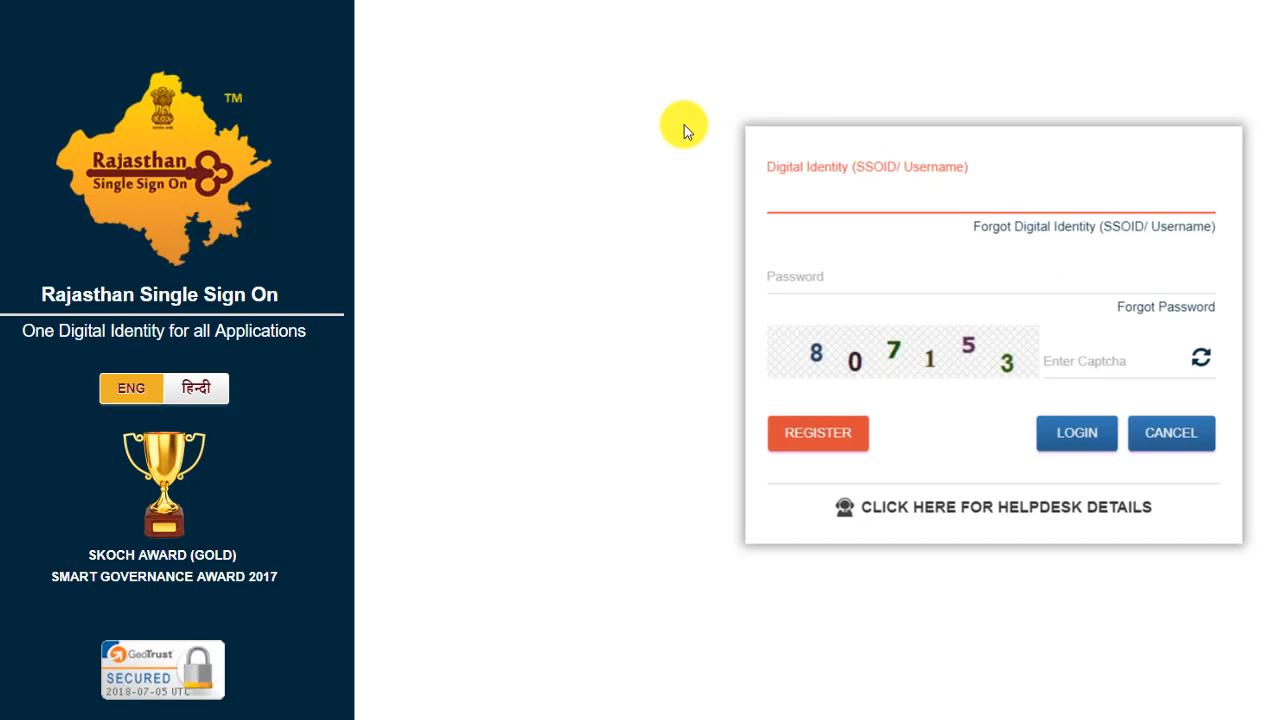 TM
Rajasthan
Single Sign On
Rajasthan Single Sign On
One Digital Identity for all Applications
ENG हिन्दी
SKOCH AWARD (GOLD)
SMART GOVERNANCE AWARD 2017
GeoTrust
SECURED
2018-07-05 UTC
Digital Identity (SSOID/ Username)
Forgot Digital Identity (SSOID/ Username)
Password
Forgot Password
8 0 7 1 5 3
Enter Captcha
REGISTER LOGIN CANCEL
CLICK HERE FOR HELPDESK DETAILS